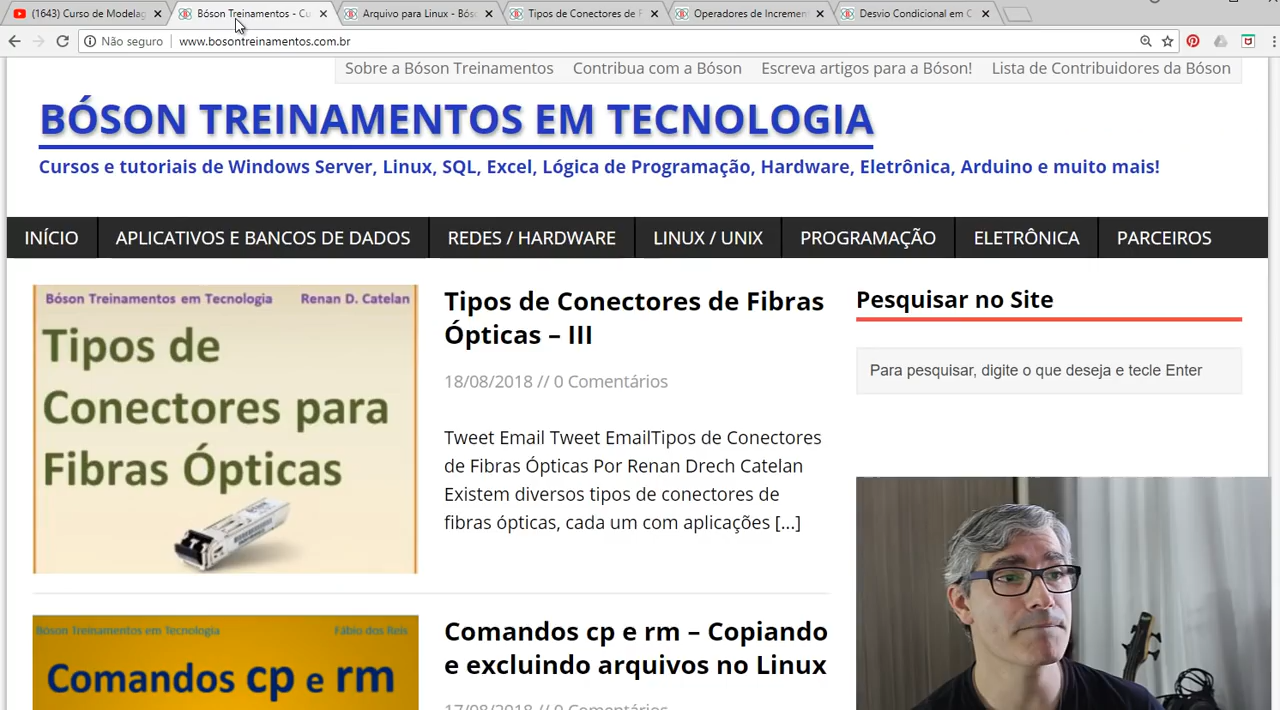 (1643) Curso de Modelag
Bóson Treinamentos - Cu
Arquivo para Linux - Bós
Tipos de Conectores de F
Operadores de Increment
Desvio Condicional em C
Não seguro
www.bosontreinamentos.com.br
Sobre a Bóson Treinamentos Contribua com a Bóson Escreva artigos para a Bóson! Lista de Contribuidores da Bóson
BÓSON TREINAMENTOS EM TECNOLOGIA
Cursos e tutoriais de Windows Server, Linux, SQL, Excel, Lógica de Programação, Hardware, Eletrônica, Arduino e muito mais!
INÍCIO APLICATIVOS E BANCOS DE DADOS REDES / HARDWARE LINUX / UNIX PROGRAMAÇÃO ELETRÔNICA PARCEIROS
Bóson Treinamentos em Tecnologia Renan D. Catelan
Tipos de
Conectores para
Fibras Ópticas
Tipos de Conectores de Fibras
Ópticas – III
18/08/2018 // 0 Comentários
Tweet Email Tweet EmailTipos de Conectores
de Fibras Ópticas Por Renan Drech Catelan
Existem diversos tipos de conectores de
fibras ópticas, cada um com aplicações [...]
Pesquisar no Site
Para pesquisar, digite o que deseja e tecle Enter
Bóson Treinamentos em Tecnologia Fábio dos Reis
Comandos cp e rm
Comandos cp e rm – Copiando
e excluindo arquivos no Linux
17/08/2018 // 0 Comentários